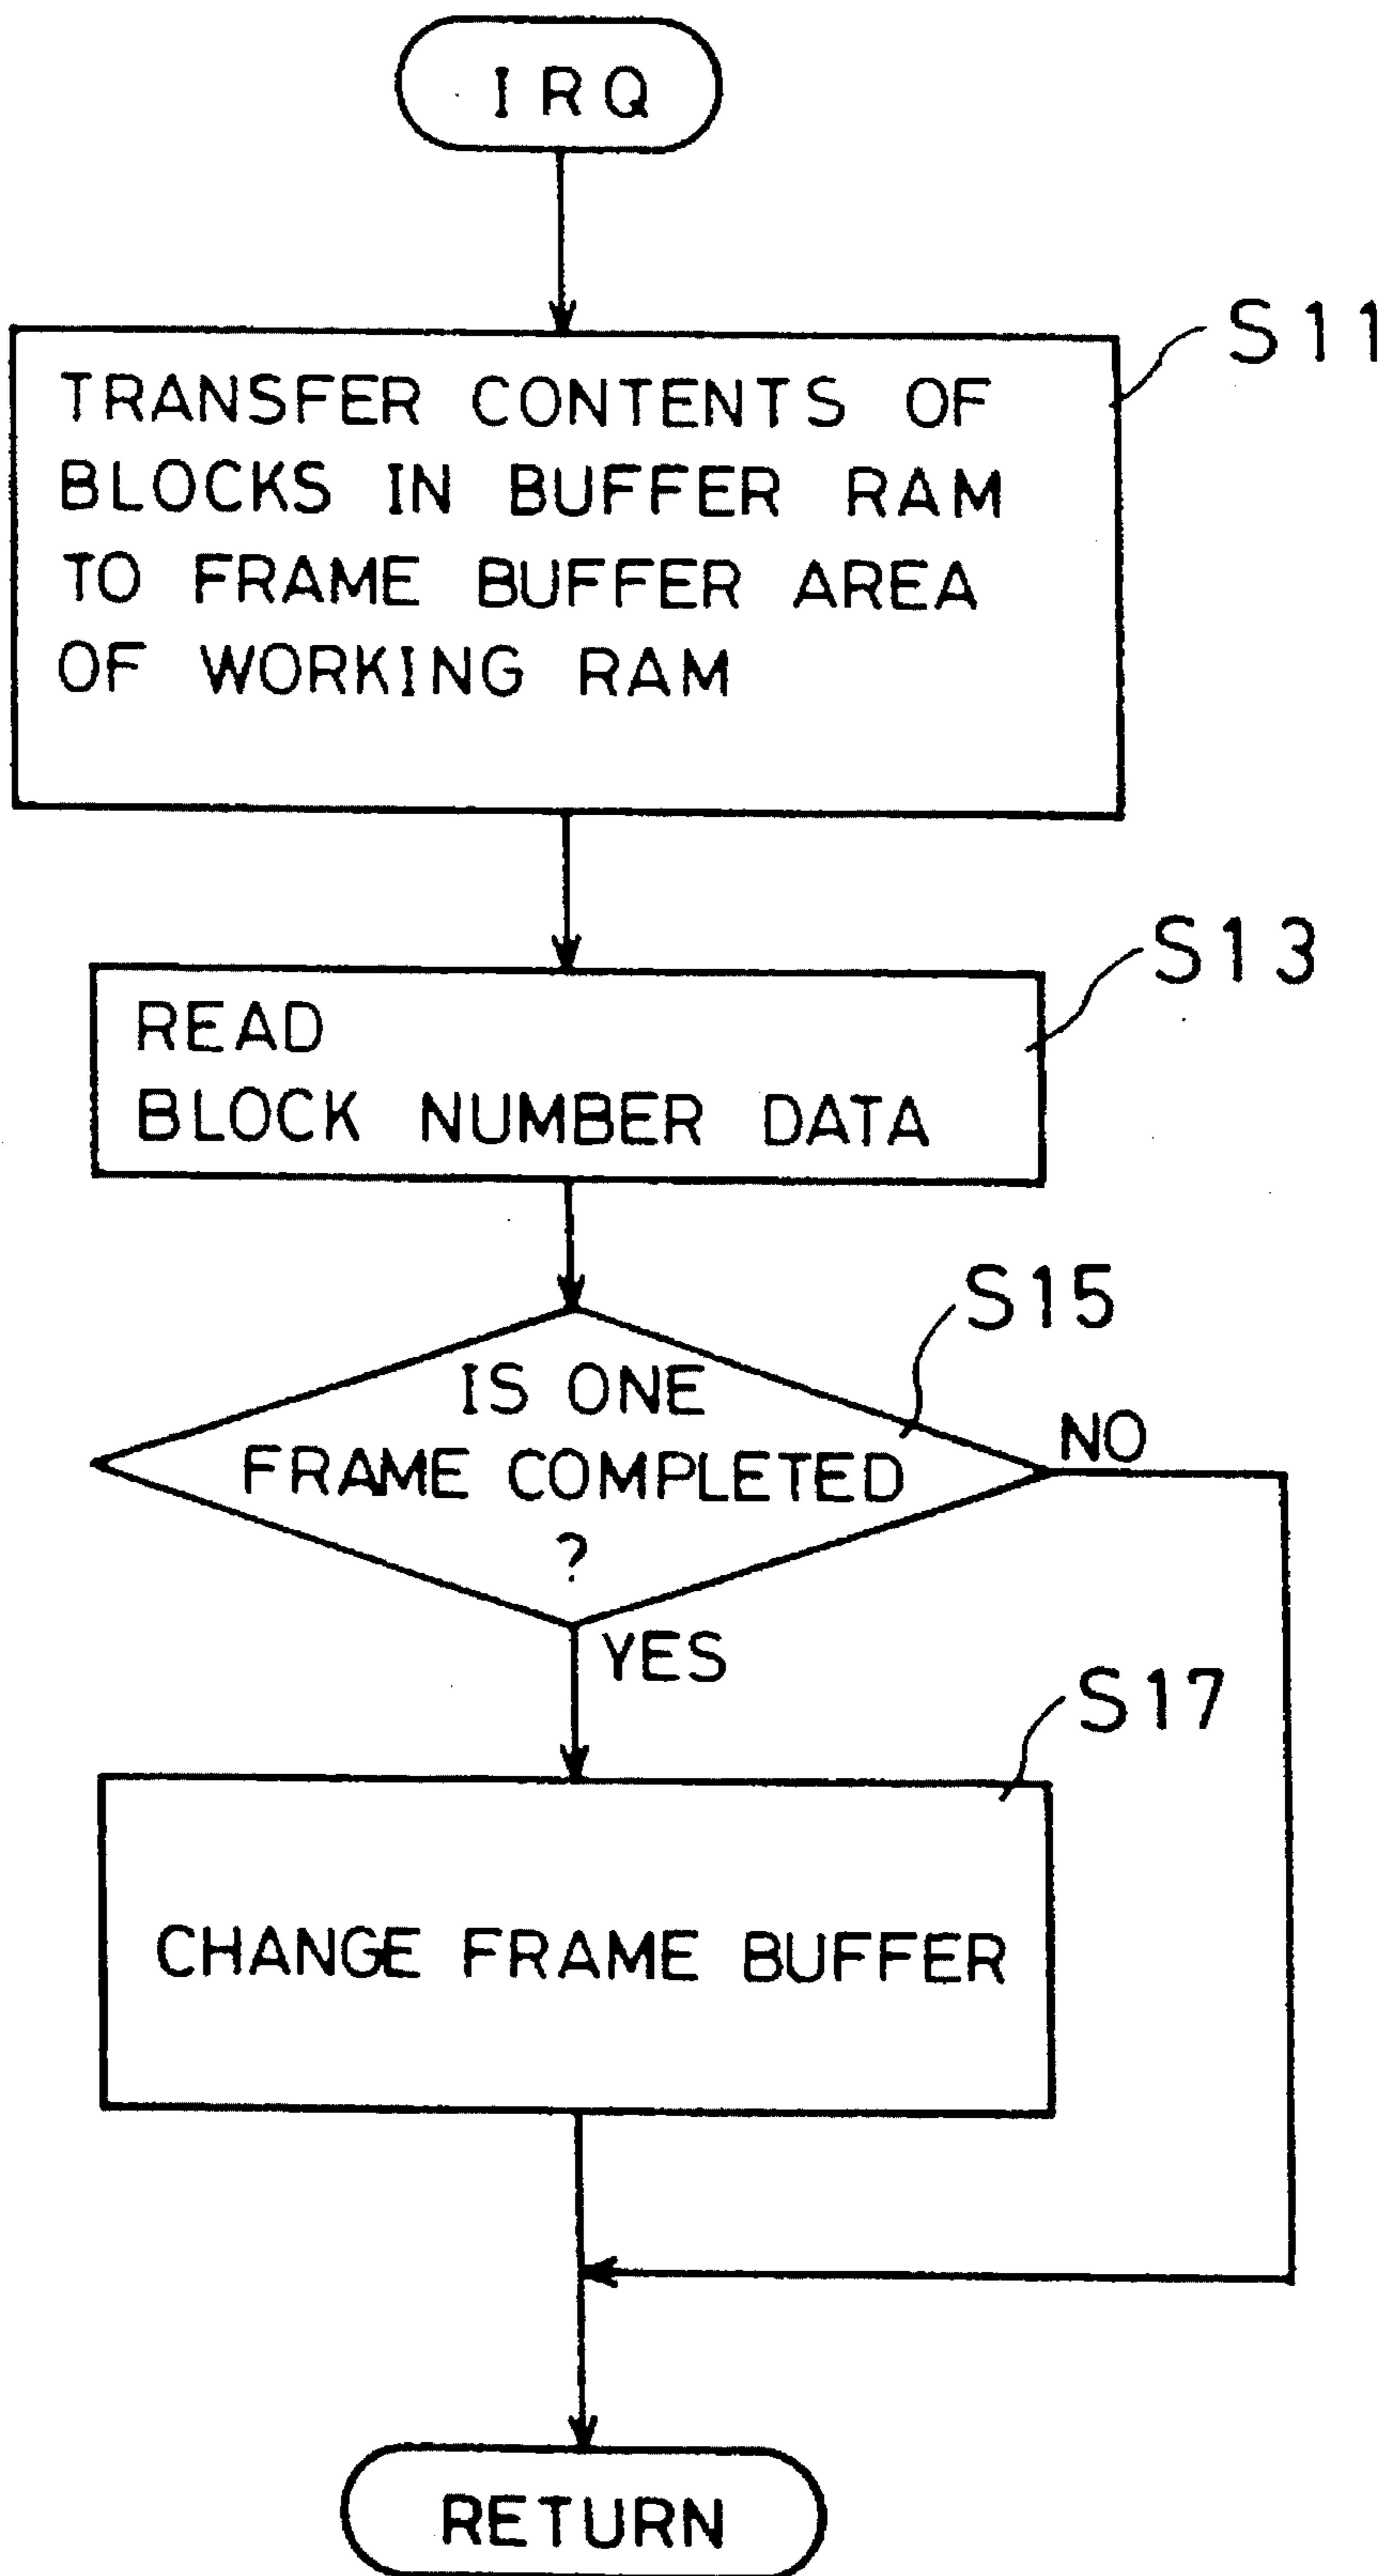 IRQ
S11
TRANSFER CONTENTS OF
BLOCKS IN BUFFER RAM
TO FRAME BUFFER AREA
OF WORKING RAM
S13
READ
BLOCK NUMBER DATA
S15
IS ONE
FRAME COMPLETED
?
NO
YES
S17
CHANGE FRAME BUFFER
RETURN